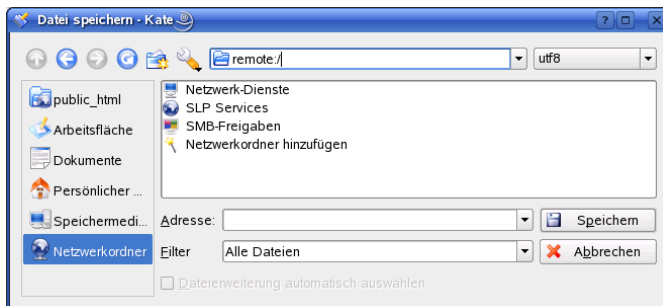 Datei speichern - Kate
remote:/
utf8
public_html
Arbeitsfläche
Dokumente
Persönlicher ...
Speichermedi...
Netzwerkordner
Netzwerk-Dienste
SLP Services
SMB-Freigaben
Netzwerkordner hinzufügen
Adresse:
Speichern
Filter
Alle Dateien
Abbrechen
Dateierweiterung automatisch auswählen